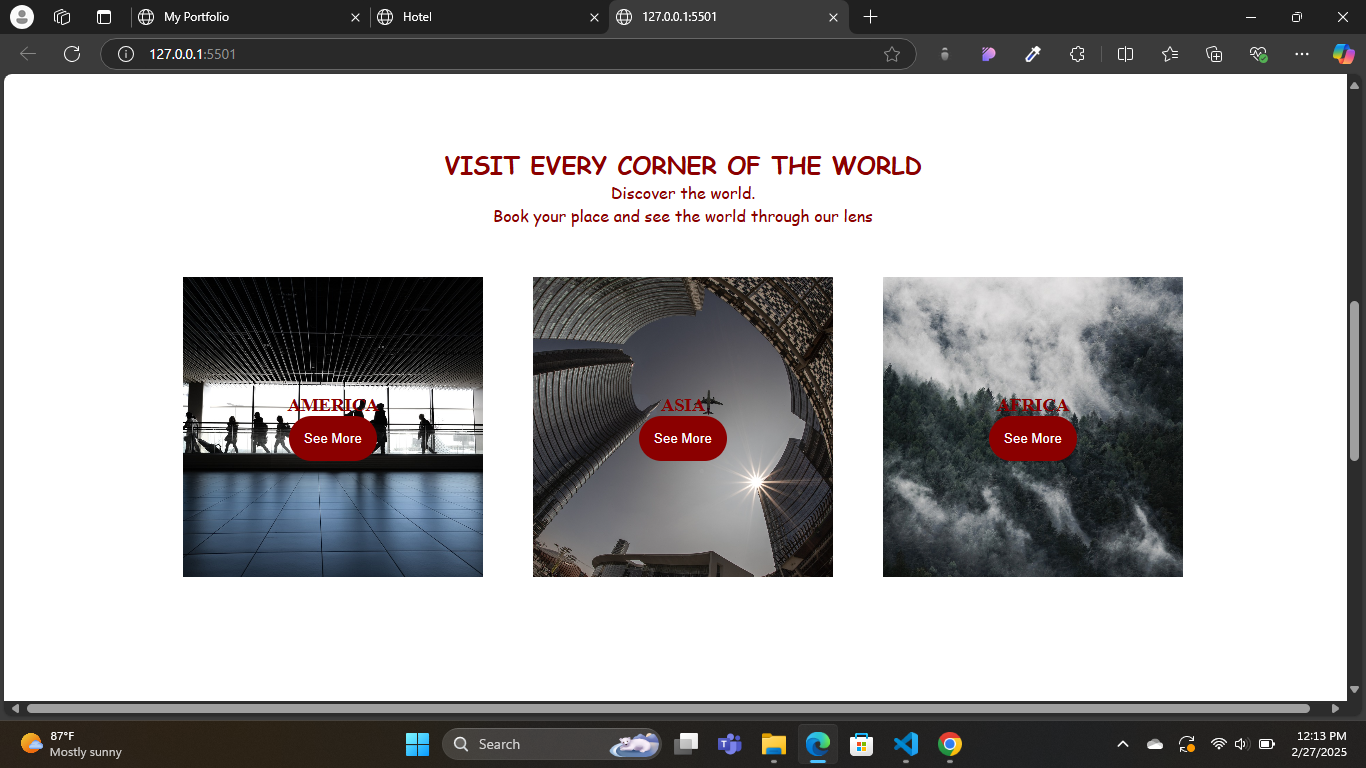 My Portfolio
Hotel
127.0.0.1:5501
127.0.0.1:5501
VISIT EVERY CORNER OF THE WORLD
Discover the world.
Book your place and see the world through our lens
AMERICA
See More
ASIA
See More
AFRICA
See More
87°F
Mostly sunny
Search
12:13 PM
2/27/2025